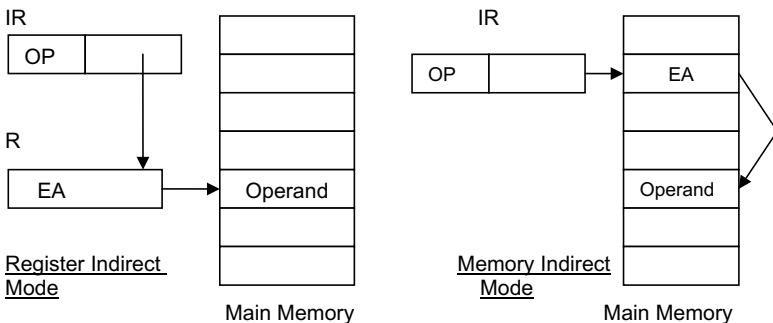 IR
OP
R
EA
Operand
Register Indirect
Mode
Main Memory
IR
OP
EA
Operand
Memory Indirect
Mode
Main Memory